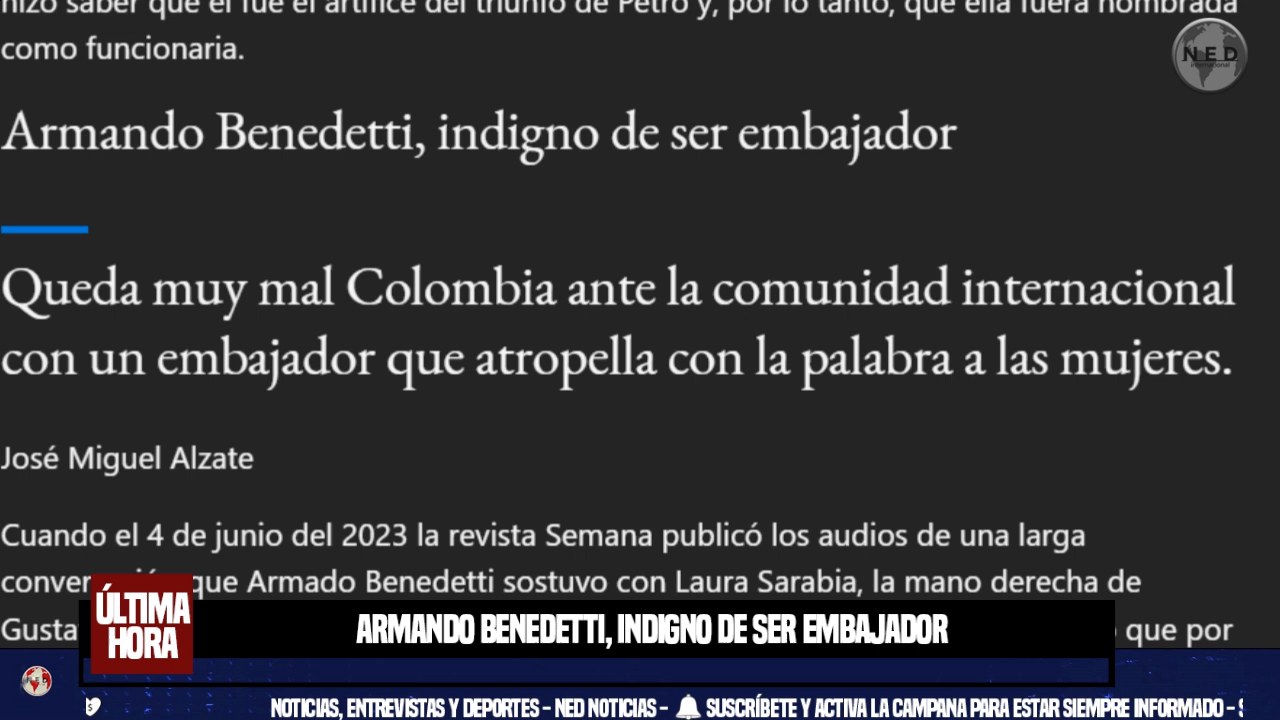 hizo saber que él fue el artífice del triunfo de Petro y, por lo tanto, que ella fuera nombrada
como funcionaria.
NED
international
Armando Benedetti, indigno de ser embajador
Queda muy mal Colombia ante la comunidad internacional
con un embajador que atropella con la palabra a las mujeres.
José Miguel Alzate
Cuando el 4 de junio del 2023 la revista Semana publicó los audios de una larga
que Armado Benedetti sostuvo con Laura Sarabia, la mano derecha de
Gusta que por
ÚLTIMA
HORA
ARMANDO BENEDETTI, INDIGNO DE SER EMBAJADOR
NOTICIAS, ENTREVISTAS Y DEPORTES - NED NOTICIAS - SUSCRÍBETE Y ACTIVA LA CAMPANA PARA ESTAR SIEMPRE INFORMADO -